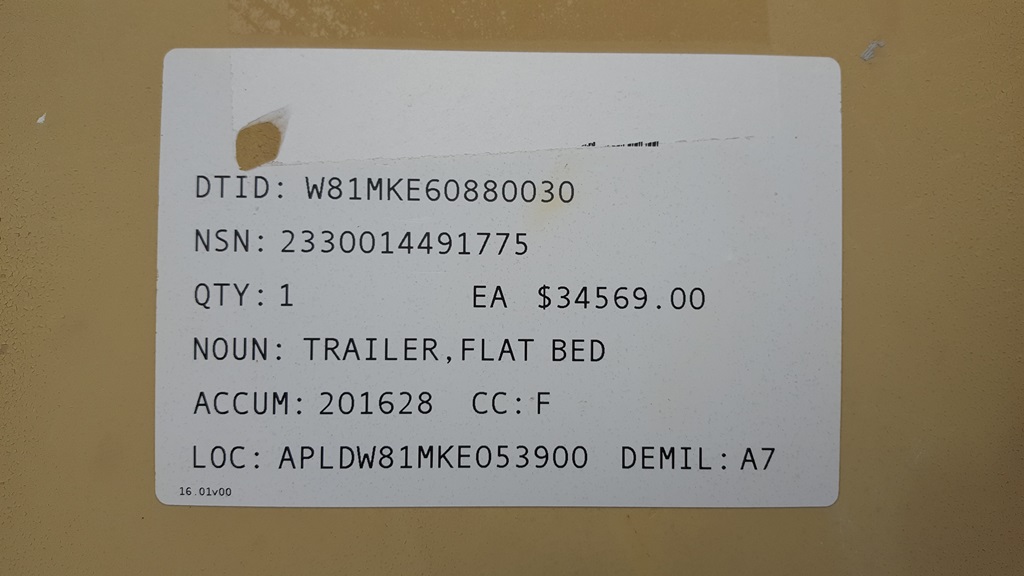 DTID: W81MKE60880030
NSN: 2330014491775
QTY: 1 EA $34569.00
NOUN: TRAILER,FLAT BED
ACCUM: 201628 CC: F
LOC: APLDW81MKE053900 DEMIL: A7
16.01v00